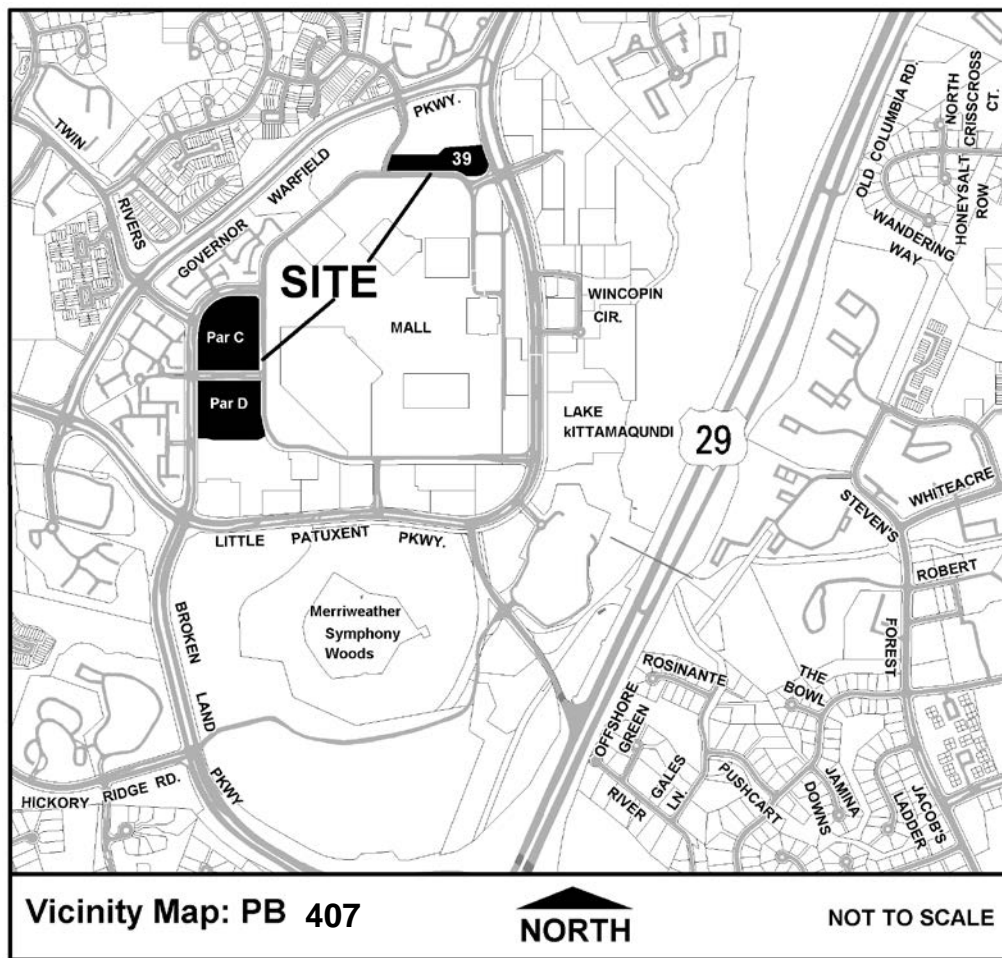 TWIN
RIVERS
GOVERNOR
WARFIELD
PKWY.
39
SITE
Par C
Par D
MALL
WINCOPIN
CIR.
LAKE
kITTAMAQUNDI
29
OLD COLUMBIA RD.
NORTH
CRISSCROSS
CT.
HONEYSALT
ROW
WANDERING
WAY
LITTLE PATUXENT PKWY.
Merriweather
Symphony
Woods
BROKEN
LAND
PKWY
HICKORY RIDGE RD.
STEVEN'S
FOREST
WHITEACRE
ROBERT
ROSINANTE
THE
BOWL
OFFSHORE
GREEN
GALES
LN.
RIVER
PUSHCART
JAMINA
DOWNS
JACOB'S
LADDER
Vicinity Map: PB 407
NORTH
NOT TO SCALE